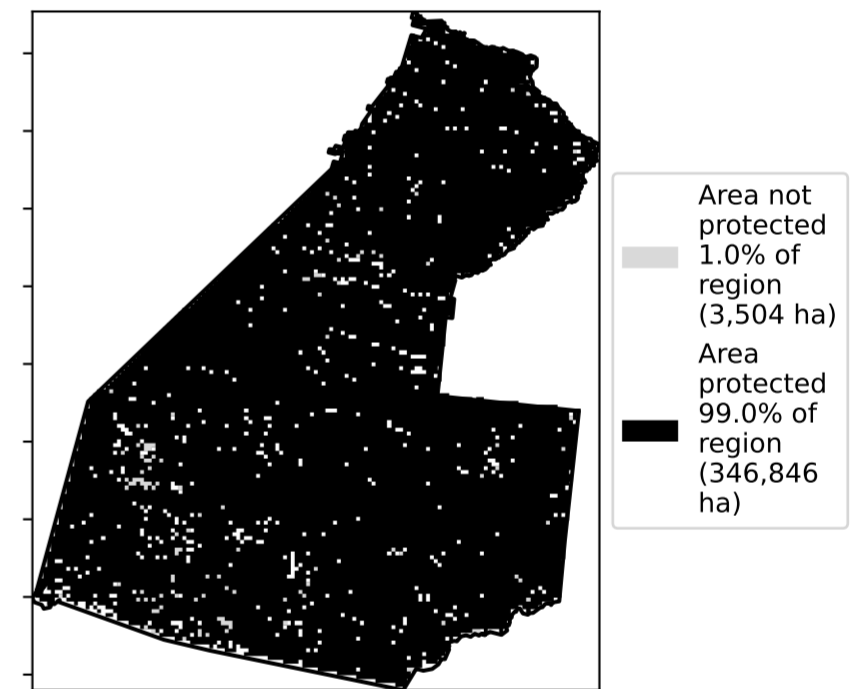 Area not
protected
1.0% of
region
(3,504 ha)
Area
protected
99.0% of
region
(346,846
ha)